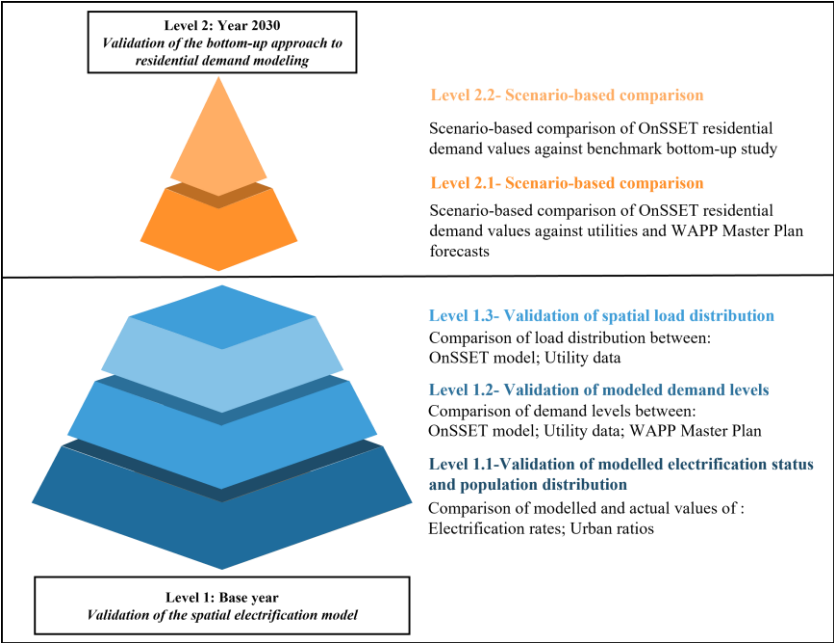 Level 2: Year 2030
Validation of the bottom-up approach to
residential demand modeling
Level 2.2- Scenario-based comparison
Scenario-based comparison of OnSSET residential
demand values against benchmark bottom-up study
Level 2.1- Scenario-based comparison
Scenario-based comparison of OnSSET residential
demand values against utilities and WAPP Master Plan
forecasts
Level 1.3- Validation of spatial load distribution
Comparison of load distribution between:
OnSSET model; Utility data
Level 1.2- Validation of modeled demand levels
Comparison of demand levels between:
OnSSET model; Utility data; WAPP Master Plan
Level 1.1-Validation of modelled electrification status
and population distribution
Comparison of modelled and actual values of :
Electrification rates; Urban ratios
Level 1: Base year
Validation of the spatial electrification model